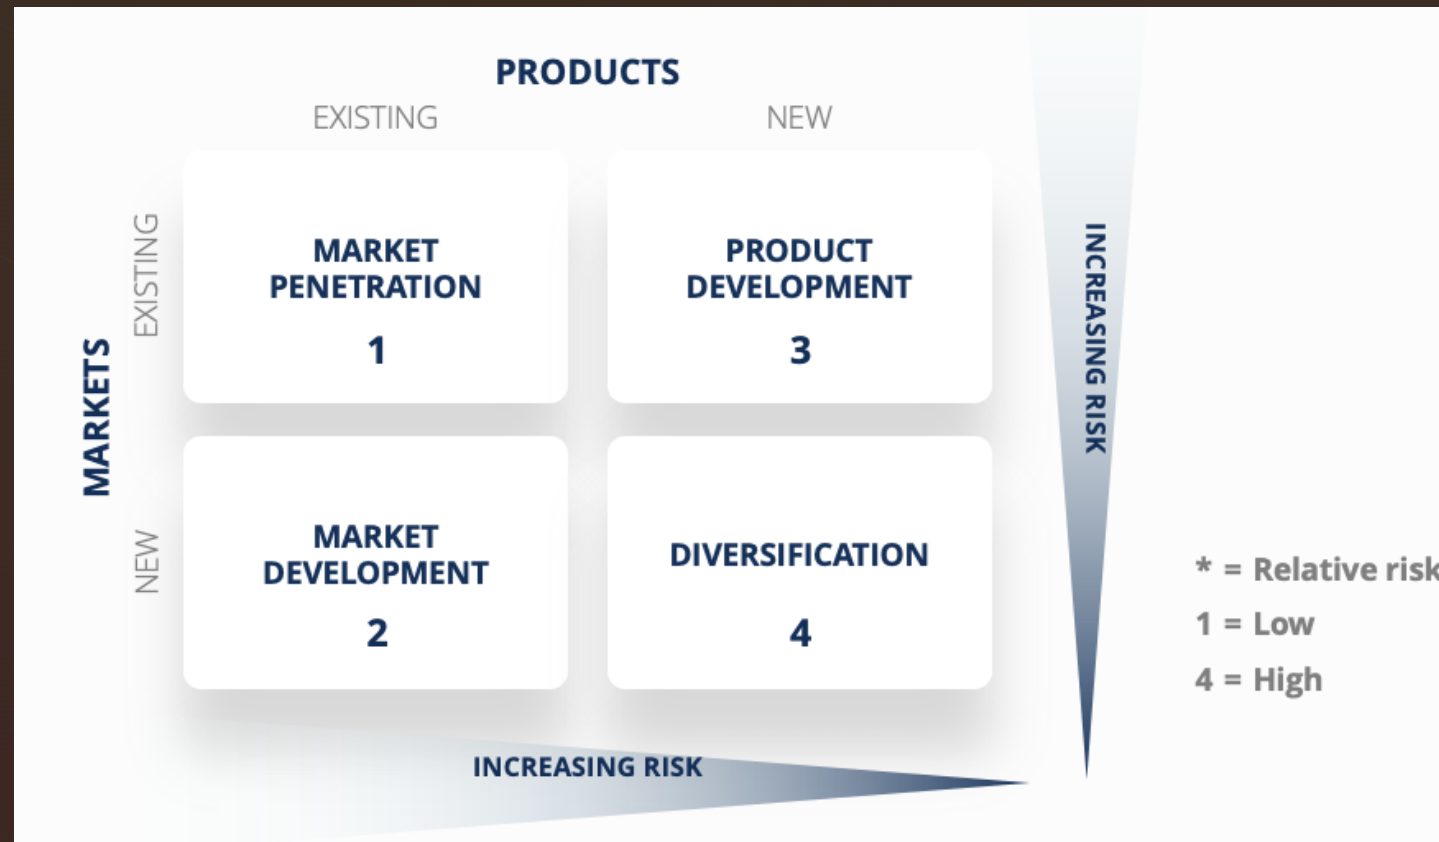 PRODUCTS
EXISTING
NEW
MARKETS
EXISTING
MARKET
PENETRATION
1
PRODUCT
DEVELOPMENT
3
INCREASING RISK
NEW
MARKET
DEVELOPMENT
2
DIVERSIFICATION
4
* = Relative risk
1 = Low
4 = High
INCREASING RISK